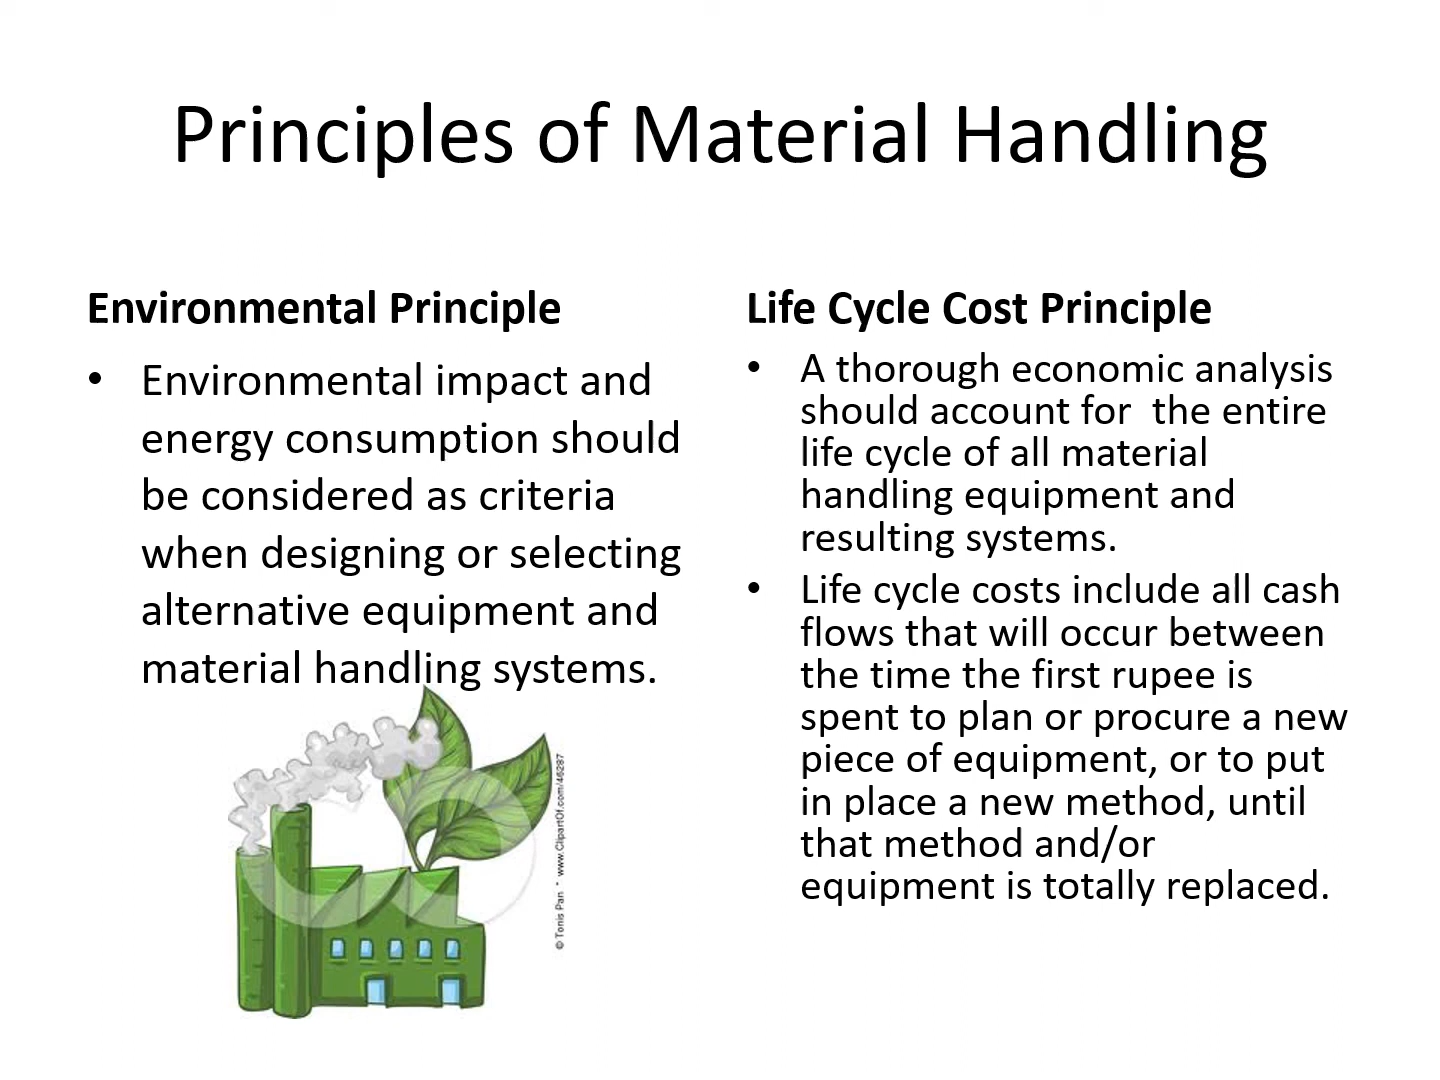 Principles of Material Handling
Environmental Principle
• Environmental impact and
energy consumption should
be considered as criteria
when designing or selecting
alternative equipment and
material handling systems.
© Tonis Pan * www.ClipartOf.com/46287
Life Cycle Cost Principle
• A thorough economic analysis
should account for  the entire
life cycle of all material
handling equipment and
resulting systems.
• Life cycle costs include all cash
flows that will occur between
the time the first rupee is
spent to plan or procure a new
piece of equipment, or to put
in place a new method, until
that method and/or
equipment is totally replaced.